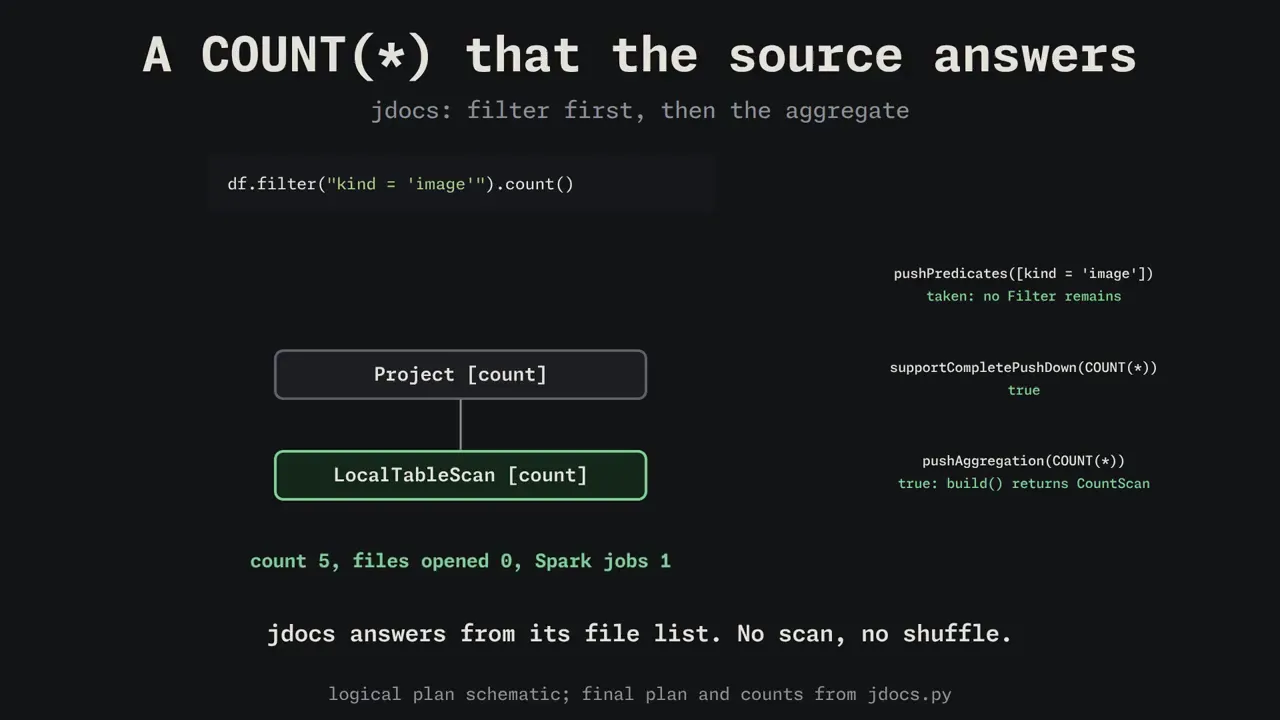 A COUNT(*) that the source answers
jdocs: filter first, then the aggregate
df.filter("kind = 'image'").count()
pushPredicates([kind = 'image'])
taken: no Filter remains
Project [count]
supportCompletePushDown(COUNT(*))
true
LocalTableScan [count]
pushAggregation(COUNT(*))
true: build() returns CountScan
count 5, files opened 0, Spark jobs 1
jdocs answers from its file list. No scan, no shuffle.
logical plan schematic; final plan and counts from jdocs.py